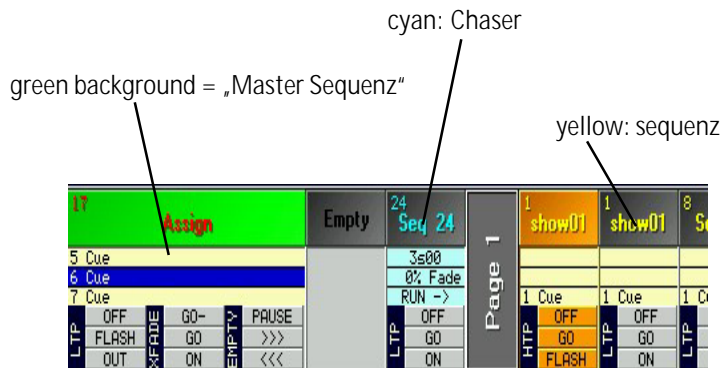 cyan: Chaser
green background = „Master Sequenz“
yellow: sequenz
17 Assign
Empty
24 Seq 24
Page 1
1 show01
1 show01
8
5 Cue
6 Cue
7 Cue
3≤00
0% Fade
RUN ->
1 Cue
1 Cue
LTP OFF FLASH OUT
XFADE GO- GO ON
EMPTY PAUSE >>> <<<
LTP OFF GO ON
HTP OFF GO FLASH
LTP OFF GO ON
LTP